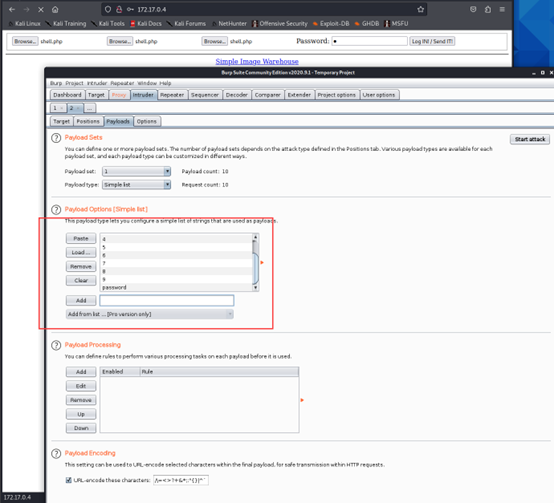 172.17.0.4
Kali Linux Kali Training Kali Tools Kali Docs Kali Forums NetHunter Offensive Security Exploit-DB GHDB MSFU
Browse... shell.php Browse... shell.php Browse... shell.php Password: Log IN! / Send IT!
Simple Image Warehouse
Burp Suite Community Edition v2020.9.1 - Temporary Project
Burp Project Intruder Repeater Window Help
Dashboard Target Proxy Intruder Repeater Sequencer Decoder Comparer Extender Project options User options
1 × 2 × ...
Target Positions Payloads Options
? Payload Sets
Start attack
You can define one or more payload sets. The number of payload sets depends on the attack type defined in the Positions tab. Various payload types are available for each
payload set, and each payload type can be customized in different ways.
Payload set: 1 Payload count: 10
Payload type: Simple list Request count: 10
? Payload Options [Simple list]
This payload type lets you configure a simple list of strings that are used as payloads.
Paste
Load ...
Remove
Clear
4
5
6
7
8
9
password
Add
Add from list ... [Pro version only]
? Payload Processing
You can define rules to perform various processing tasks on each payload before it is used.
Add Enabled Rule
Edit
Remove
Up
Down
? Payload Encoding
This setting can be used to URL-encode selected characters within the final payload, for safe transmission within HTTP requests.
URL-encode these characters:
172.17.0.4